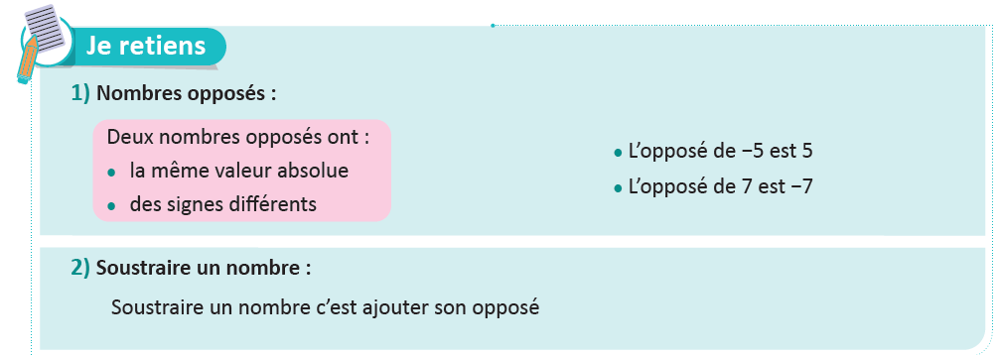 Je retiens
1) Nombres opposés :
Deux nombres opposés ont :
• la même valeur absolue
• des signes différents
• L'opposé de −5 est 5
• L'opposé de 7 est −7
2) Soustraire un nombre :
Soustraire un nombre c'est ajouter son opposé